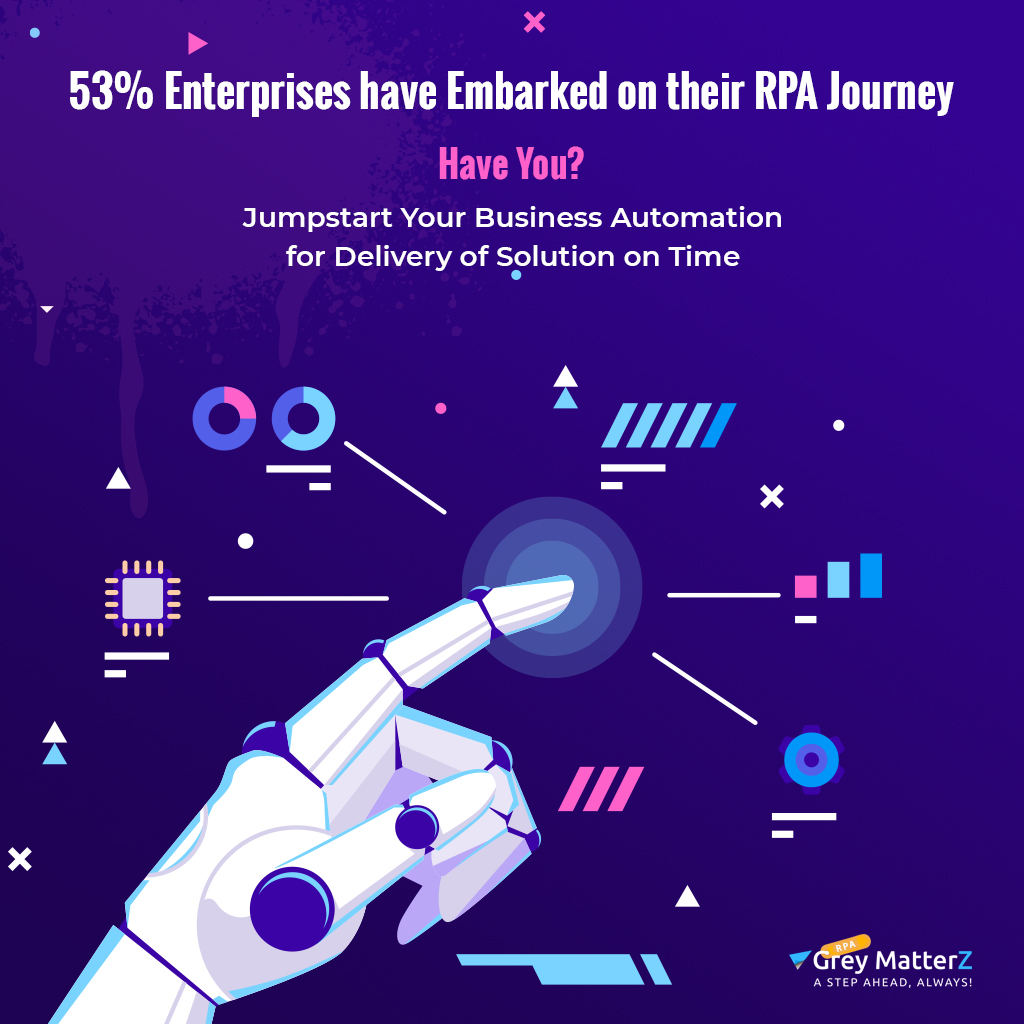 53% Enterprises have Embarked on their RPA Journey
Have You?
Jumpstart Your Business Automation
for Delivery of Solution on Time
RPA
Grey MatterZ
A STEP AHEAD, ALWAYS!